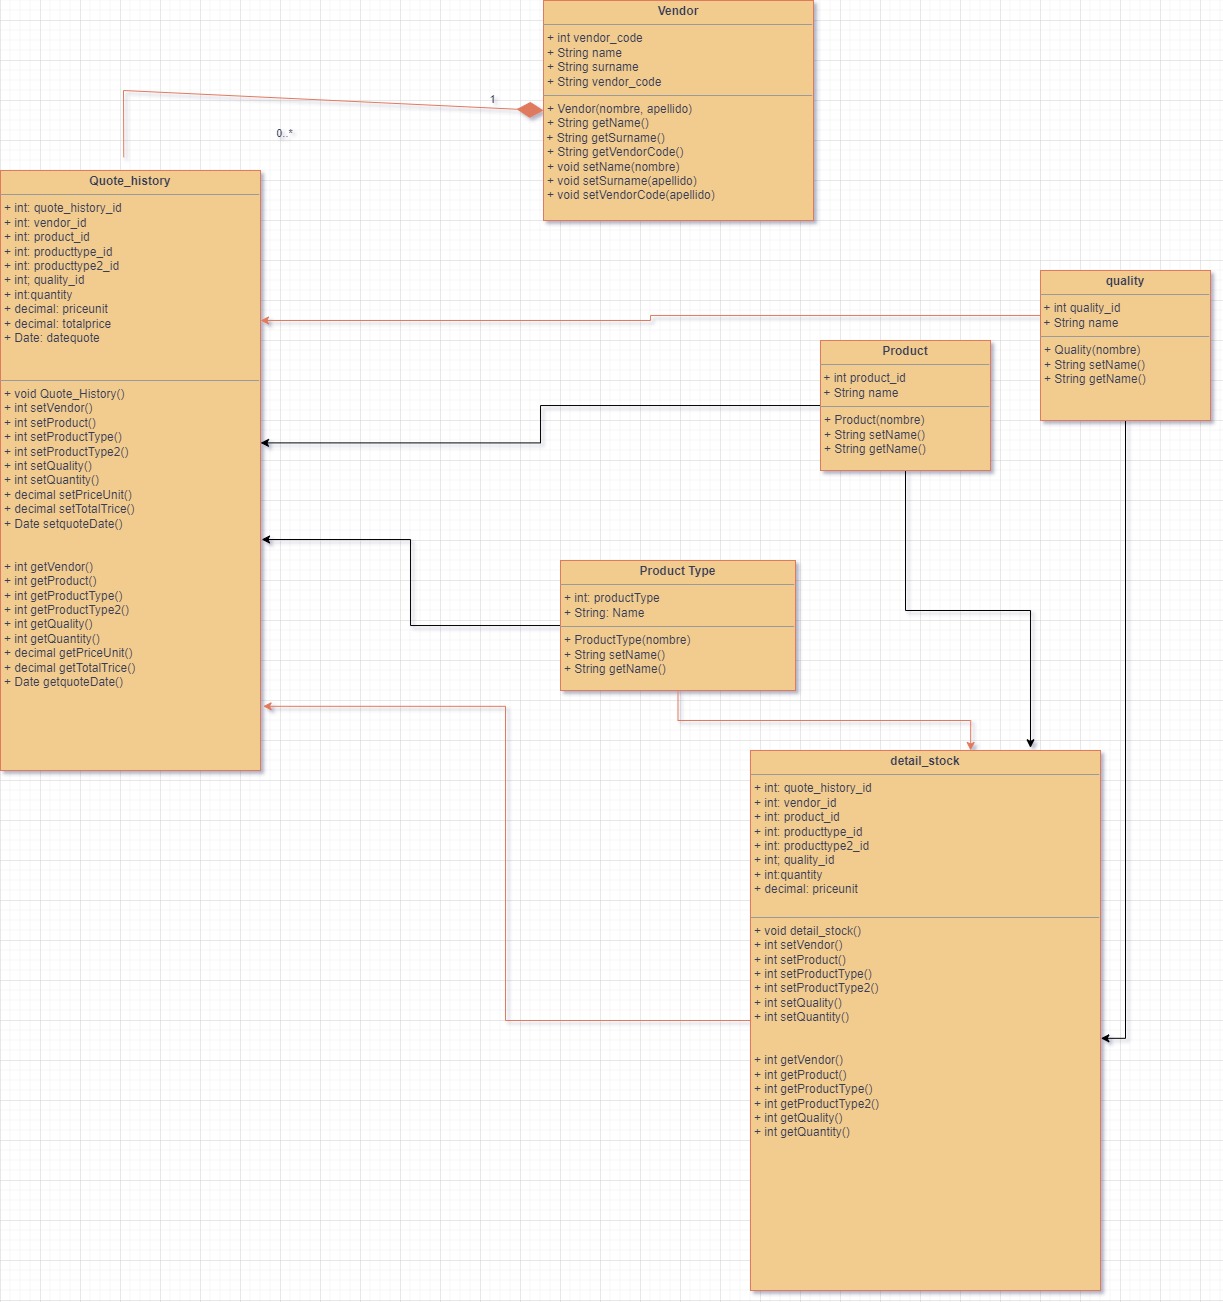 Vendor
+ int vendor_code
+ String name
+ String surname
+ String vendor_code
+ Vendor(nombre, apellido)
+ String getName()
+ String getSurname()
+ String getVendorCode()
+ void setName(nombre)
+ void setSurname(apellido)
+ void setVendorCode(apellido)
1
0..*
Quote_history
+ int: quote_history_id
+ int: vendor_id
+ int: product_id
+ int: producttype_id
+ int: producttype2_id
+ int; quality_id
+ int:quantity
+ decimal: priceunit
+ decimal: totalprice
+ Date: datequote
+ void Quote_History()
+ int setVendor()
+ int setProduct()
+ int setProductType()
+ int setProductType2()
+ int setQuality()
+ int setQuantity()
+ decimal setPriceUnit()
+ decimal setTotalTrice()
+ Date setquoteDate()
+ int getVendor()
+ int getProduct()
+ int getProductType()
+ int getProductType2()
+ int getQuality()
+ int getQuantity()
+ decimal getPriceUnit()
+ decimal getTotalTrice()
+ Date getquoteDate()
quality
+ int quality_id
+ String name
+ Quality(nombre)
+ String setName()
+ String getName()
Product
+ int product_id
+ String name
+ Product(nombre)
+ String setName()
+ String getName()
Product Type
+ int: productType
+ String: Name
+ ProductType(nombre)
+ String setName()
+ String getName()
detail_stock
+ int: quote_history_id
+ int: vendor_id
+ int: product_id
+ int: producttype_id
+ int: producttype2_id
+ int; quality_id
+ int:quantity
+ decimal: priceunit
+ void detail_stock()
+ int setVendor()
+ int setProduct()
+ int setProductType()
+ int setProductType2()
+ int setQuality()
+ int setQuantity()
+ int getVendor()
+ int getProduct()
+ int getProductType()
+ int getProductType2()
+ int getQuality()
+ int getQuantity()